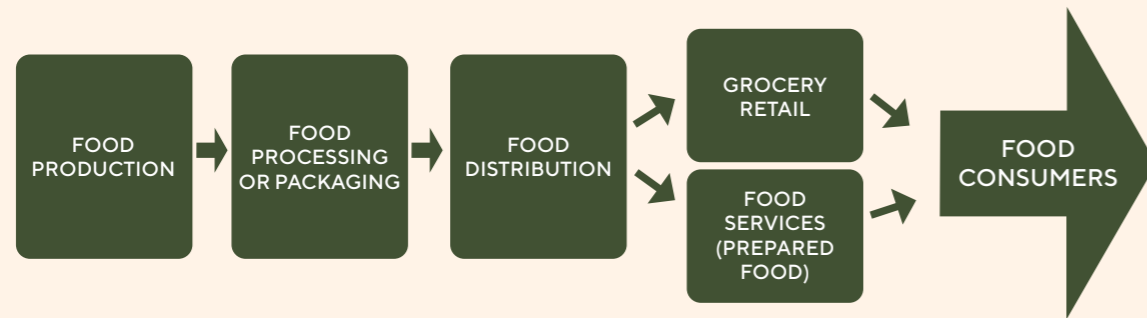 FOOD
PRODUCTION
FOOD
PROCESSING
OR PACKAGING
FOOD
DISTRIBUTION
GROCERY
RETAIL
FOOD
SERVICES
(PREPARED
FOOD)
FOOD
CONSUMERS